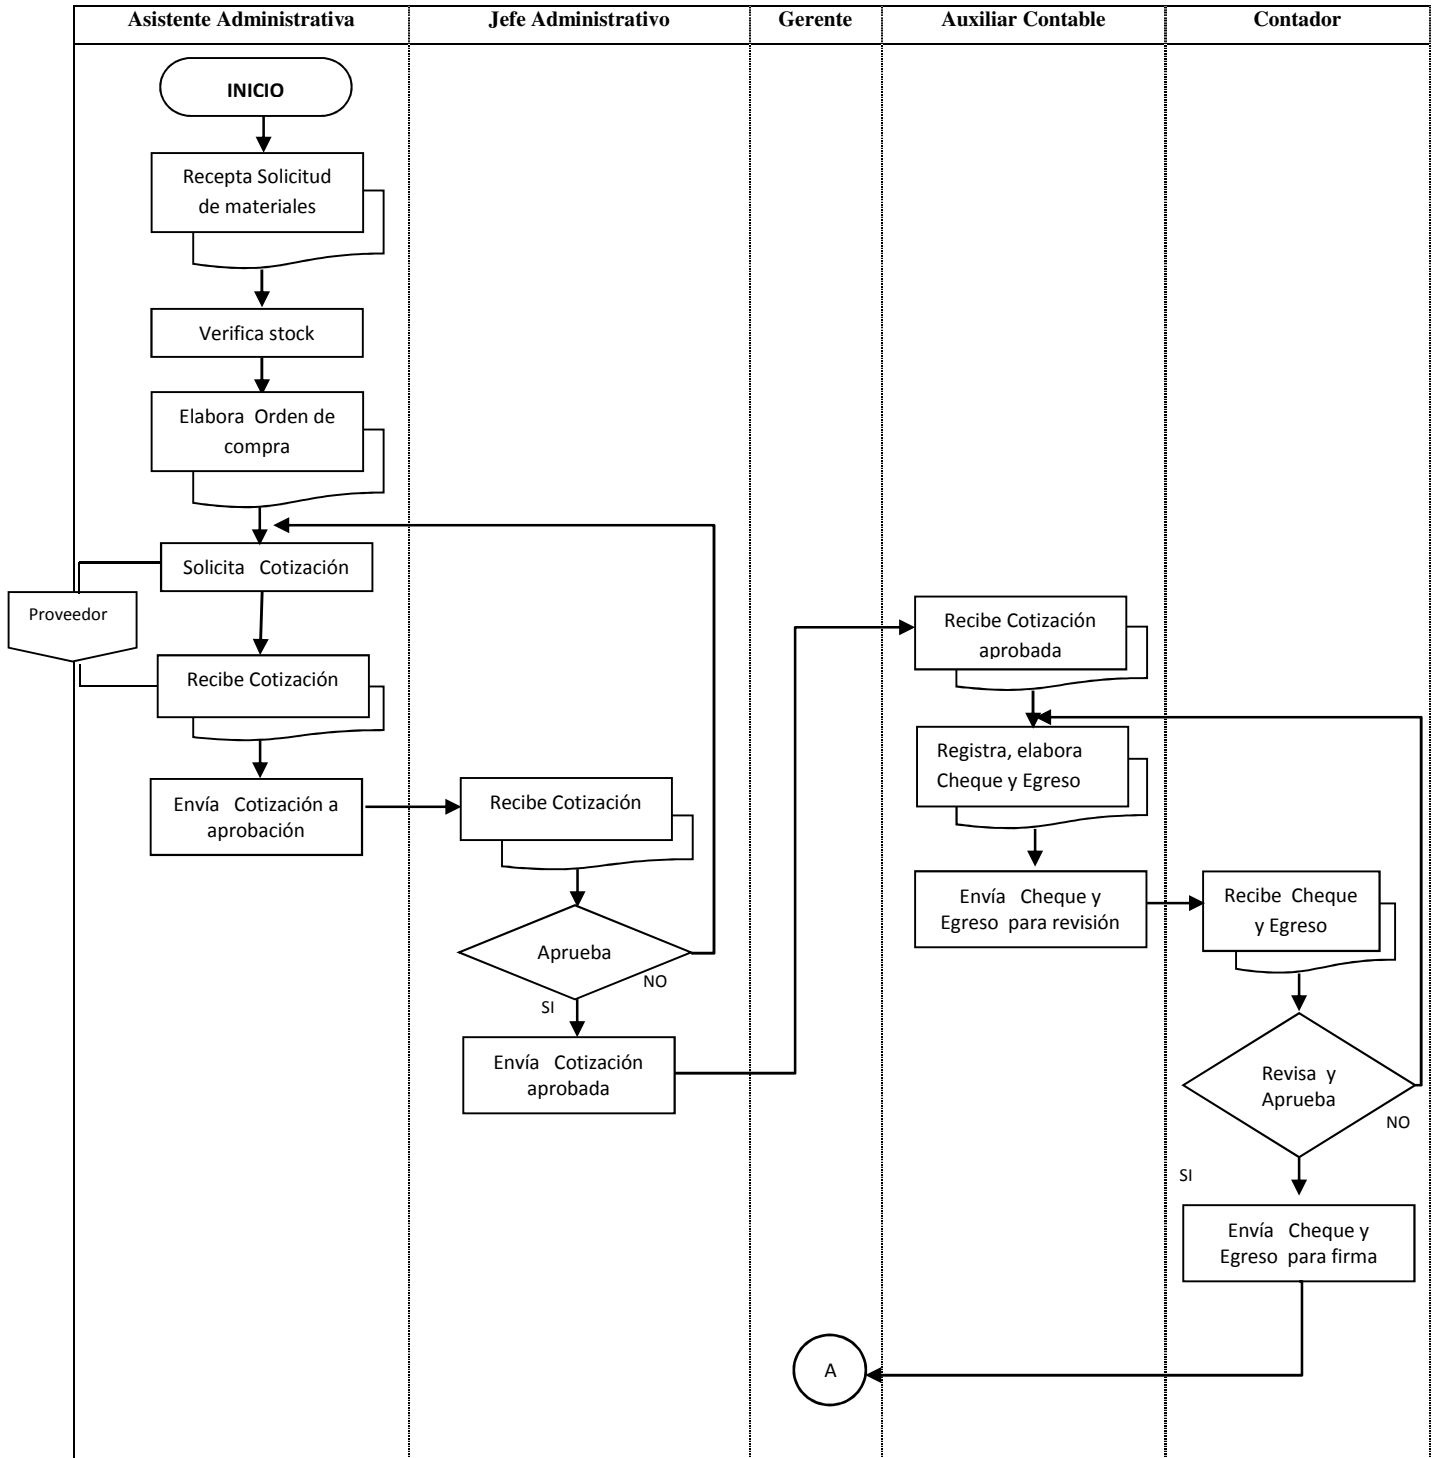 Asistente Administrativa
Jefe Administrativo
Gerente
Auxiliar Contable
Contador
INICIO
Recepta Solicitud
de materiales
Verifica stock
Elabora Orden de
compra
Solicita Cotización
Proveedor
Recibe Cotización
Envía Cotización a
aprobación
Recibe Cotización
Aprueba
NO
SI
Envía Cotización
aprobada
Recibe Cotización
aprobada
Registra, elabora
Cheque y Egreso
Envía Cheque y
Egreso para revisión
Recibe Cheque
y Egreso
Revisa y
Aprueba
NO
SI
Envía Cheque y
Egreso para firma
A